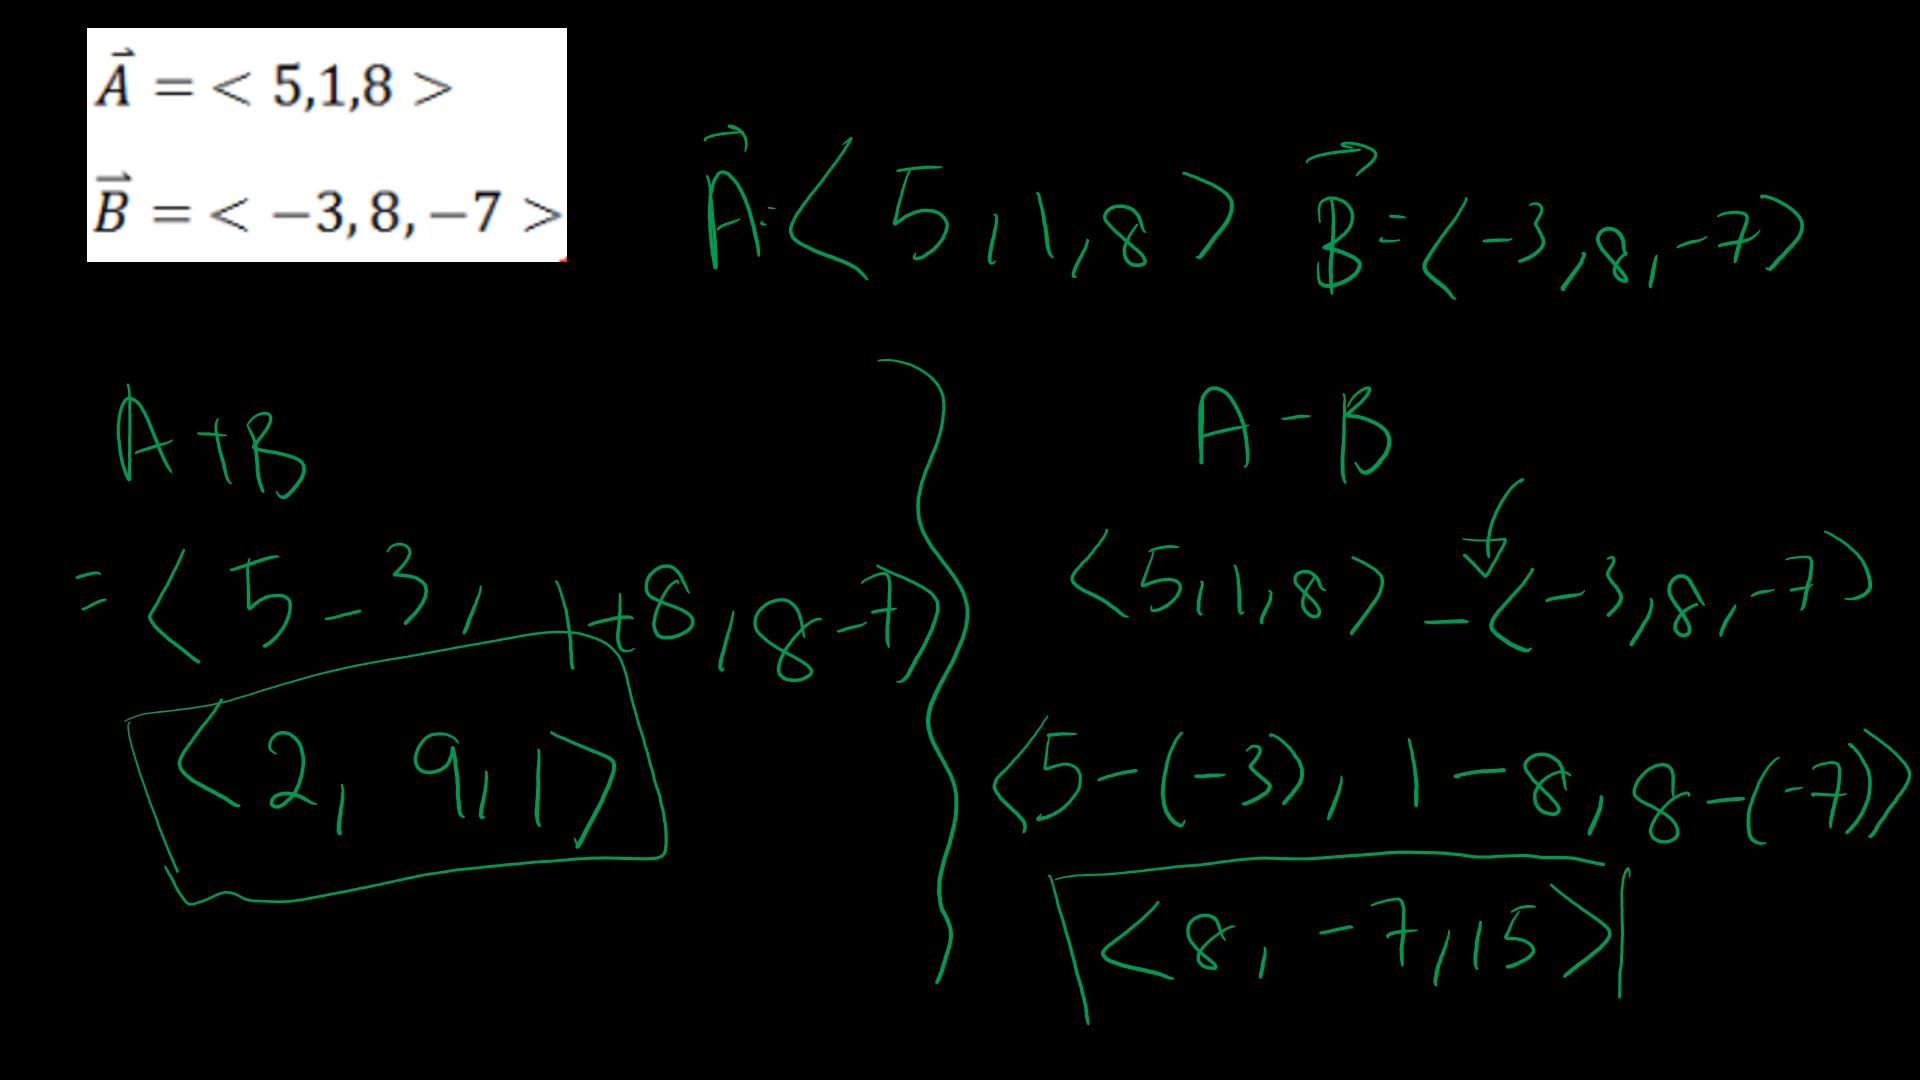 A⃗ = < 5,1,8 >
B⃗ = < −3, 8, −7 >
A⃗ = ⟨5, 1, 8⟩ B⃗ = ⟨-3, 8, -7⟩
A + B
= ⟨5 - 3, 1 + 8, 8 - 7⟩
⟨2, 9, 1⟩
A - B
⟨5, 1, 8⟩ - ⟨-3, 8, -7⟩
⟨5 - (-3), 1 - 8, 8 - (-7)⟩
⟨8, -7, 15⟩